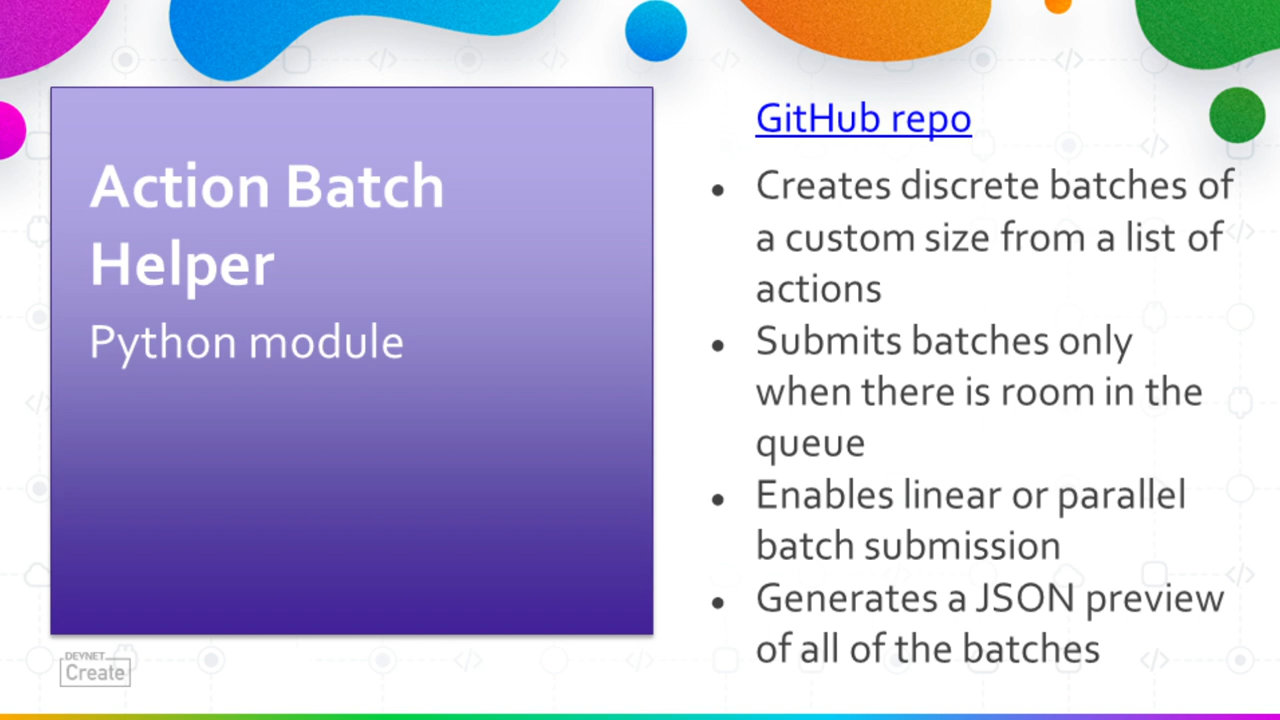 Action Batch
Helper
Python module
GitHub repo
• Creates discrete batches of
a custom size from a list of
actions
• Submits batches only
when there is room in the
queue
• Enables linear or parallel
batch submission
• Generates a JSON preview
of all of the batches
DEVNET
Create